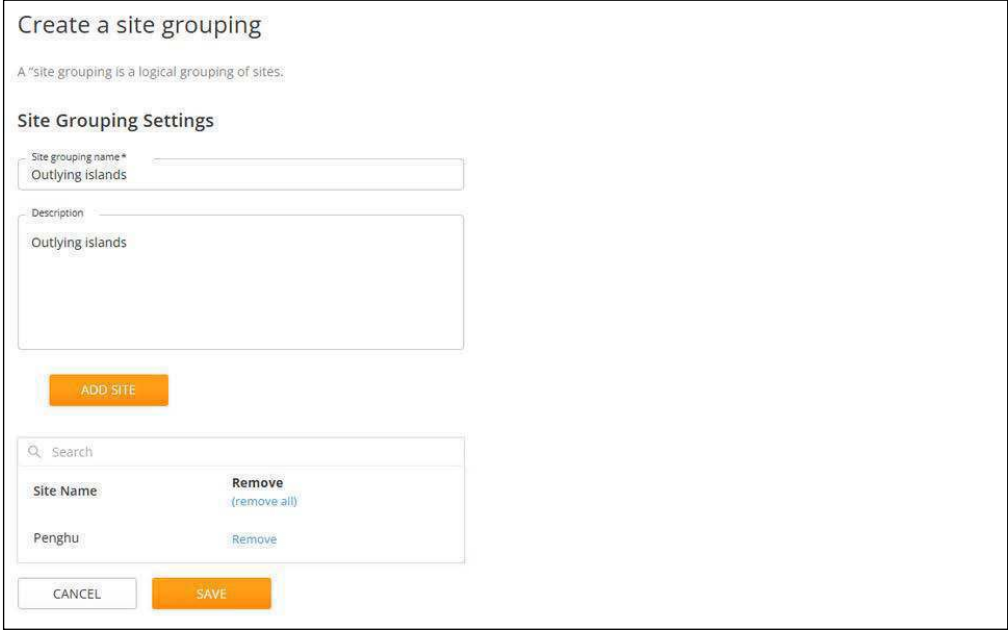 Create a site grouping
A "site grouping is a logical grouping of sites.
Site Grouping Settings
Site grouping name*
Outlying islands
Description
Outlying islands
ADD SITE
Search
Site Name
Remove
(remove all)
Penghu
Remove
CANCEL
SAVE